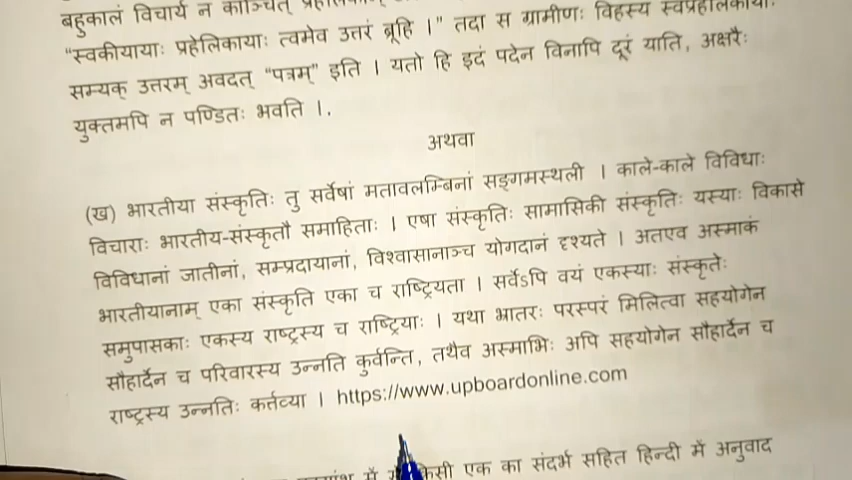 बहुकालं विचार्य न काञ्चित्
"स्वकीयायाः प्रहेलिकायाः त्वमेव उत्तरं ब्रूहि ।" तदा स ग्रामीणः विहस्य स्वप्रहेलिकायाः
सम्यक् उत्तरम् अवदत् "पत्रम्" इति । यतो हि इदं पदेन विनापि दूरं याति, अक्षरैः
युक्तमपि न पण्डितः भवति ।.
अथवा
(ख) भारतीया संस्कृतिः तु सर्वेषां मतावलम्बिनां सङ्गमस्थली । काले-काले विविधाः
विचाराः भारतीय-संस्कृतौ समाहिताः । एषा संस्कृतिः सामासिकी संस्कृतिः यस्याः विकासे
विविधानां जातीनां, सम्प्रदायानां, विश्वासानाञ्च योगदानं दृश्यते । अतएव अस्माकं
भारतीयानाम् एका संस्कृति एका च राष्ट्रियता । सर्वेऽपि वयं एकस्याः संस्कृतेः
समुपासकाः एकस्य राष्ट्रस्य च राष्ट्रियाः । यथा भ्रातरः परस्परं मिलित्वा सहयोगेन
सौहार्देन च परिवारस्य उन्नति कुर्वन्ति, तथैव अस्माभिः अपि सहयोगेन सौहार्देन च
राष्ट्रस्य उन्नतिः कर्तव्या । https://www.upboardonline.com
में से किसी एक का संदर्भ सहित हिन्दी में अनुवाद